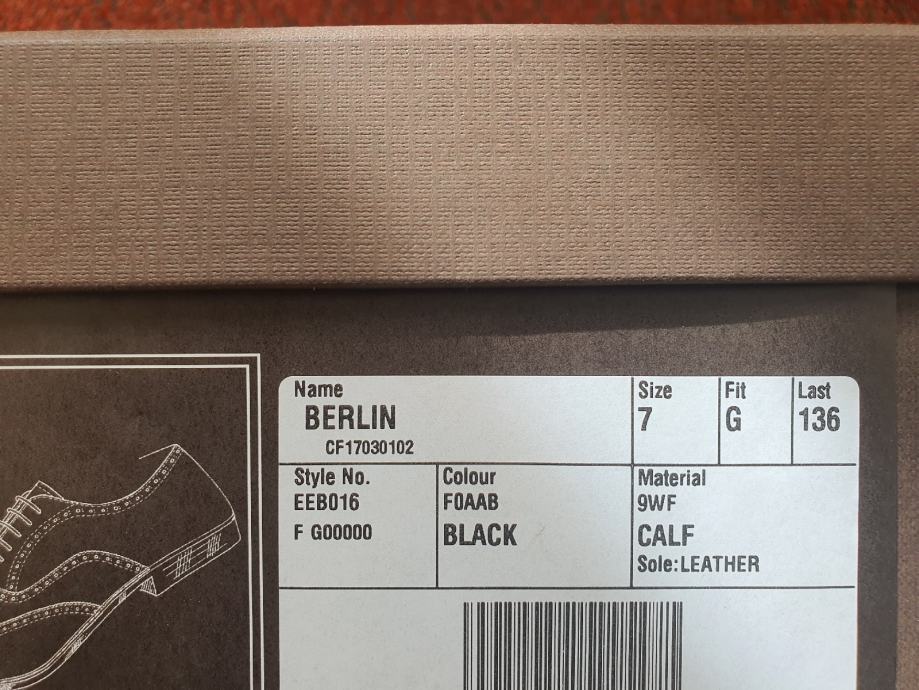 Name
BERLIN
CF17030102
Size
7
Fit
G
Last
136
Style No.
EEB016
F G00000
Colour
F0AAB
BLACK
Material
9WF
CALF
Sole:LEATHER